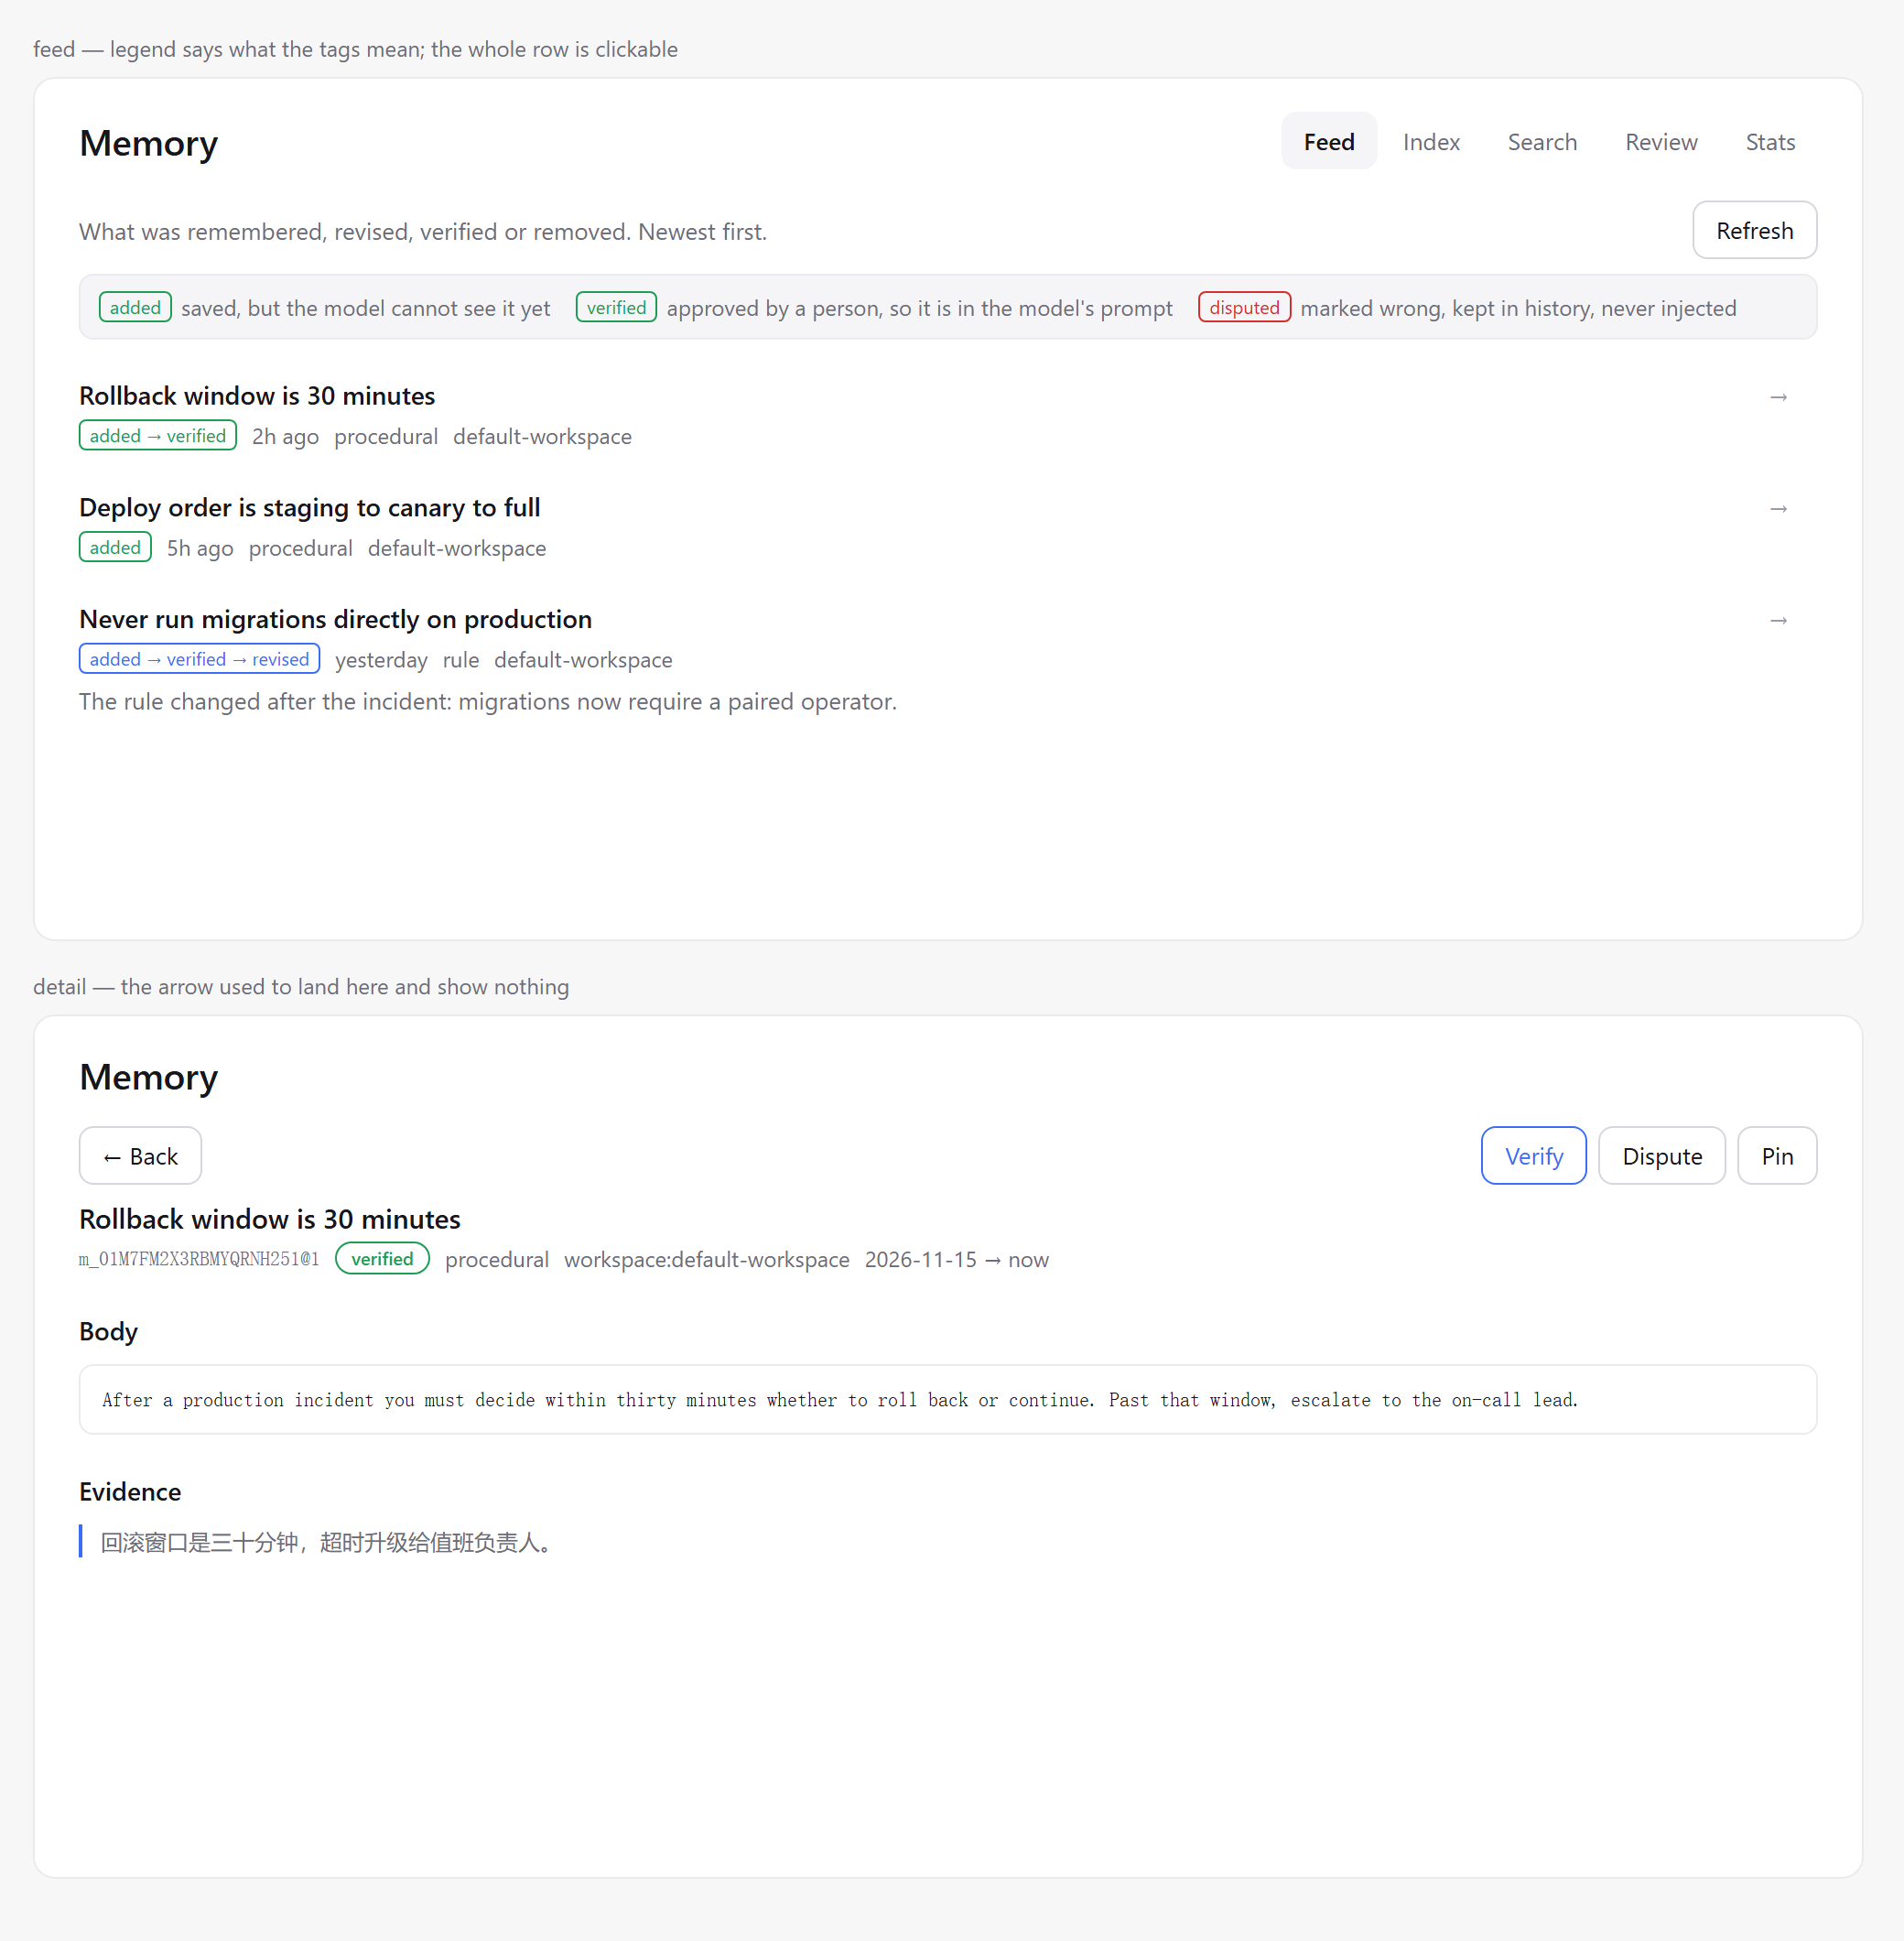 feed — legend says what the tags mean; the whole row is clickable
Memory
Feed Index Search Review Stats
What was remembered, revised, verified or removed. Newest first.
Refresh
added saved, but the model cannot see it yet verified approved by a person, so it is in the model's prompt disputed marked wrong, kept in history, never injected
Rollback window is 30 minutes →
added → verified 2h ago procedural default-workspace
Deploy order is staging to canary to full →
added 5h ago procedural default-workspace
Never run migrations directly on production →
added → verified → revised yesterday rule default-workspace
The rule changed after the incident: migrations now require a paired operator.
detail — the arrow used to land here and show nothing
Memory
← Back Verify Dispute Pin
Rollback window is 30 minutes
m_01M7FM2X3RBMYQRNH251@1 verified procedural workspace:default-workspace 2026-11-15 → now
Body
After a production incident you must decide within thirty minutes whether to roll back or continue. Past that window, escalate to the on-call lead.
Evidence
回滚窗口是三十分钟，超时升级给值班负责人。